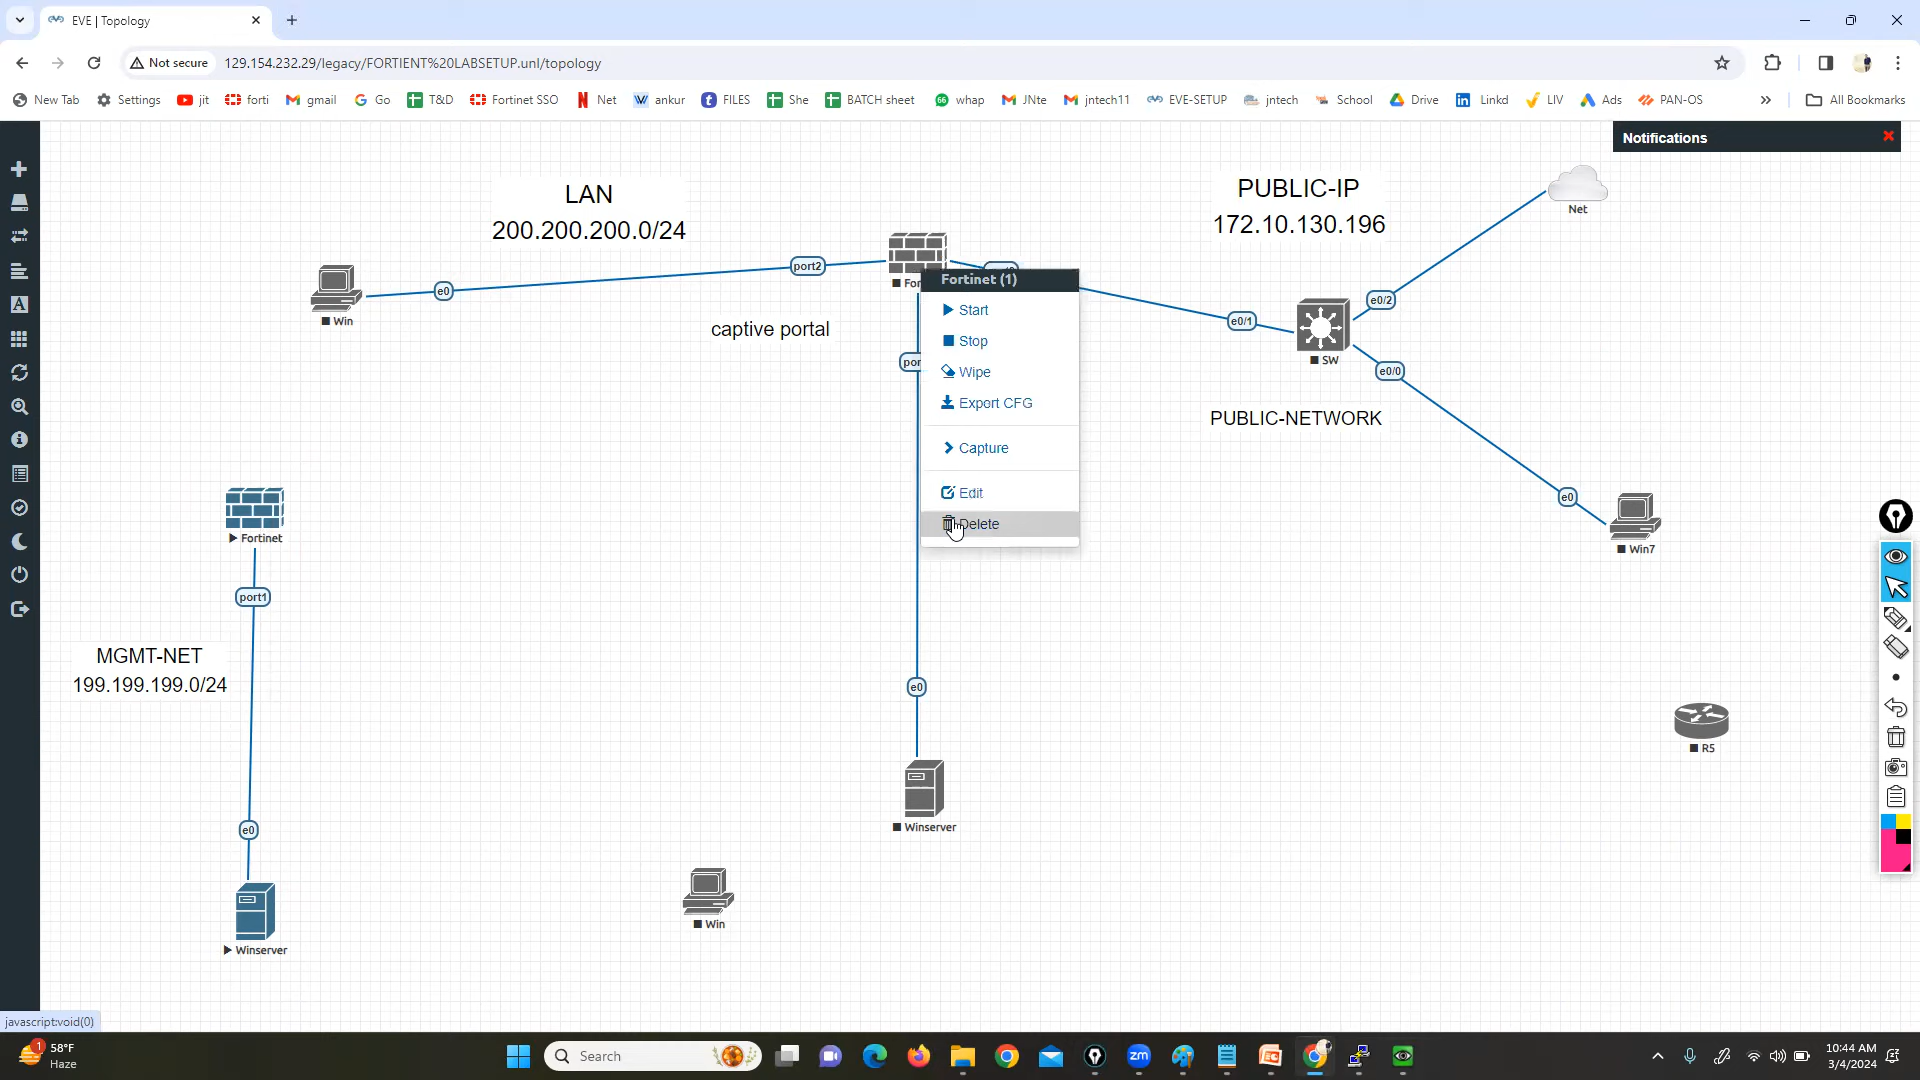 EVE | Topology
Not secure
129.154.232.29/legacy/FORTIENT%20LABSETUP.unl/topology
New Tab
Settings
jit
forti
gmail
Go
T&D
Fortinet SSO
Net
ankur
FILES
She
BATCH sheet
whap
JNte
jntech11
EVE-SETUP
jntech
School
Drive
Linkd
LIV
Ads
PAN-OS
All Bookmarks
Notifications
LAN
200.200.200.0/24
PUBLIC-IP
172.10.130.196
Net
port2
e0
Win
captive portal
For
Fortinet (1)
Start
Stop
Wipe
Export CFG
Capture
Edit
Delete
por
e0/1
e0/2
SW
e0/0
PUBLIC-NETWORK
e0
Win7
Fortinet
port1
MGMT-NET
199.199.199.0/24
e0
R5
e0
Winserver
Win
Winserver
javascript:void(0)
1
58°F
Haze
Search
zm
10:44 AM
3/4/2024